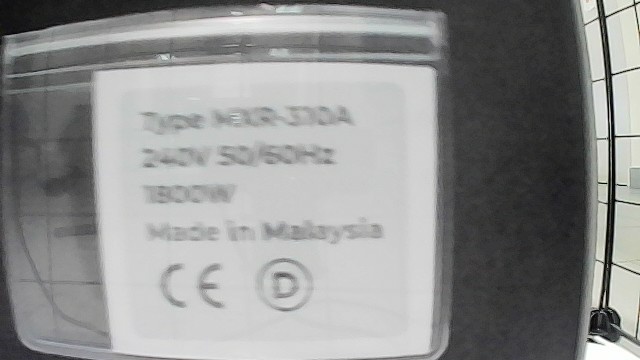 Type MXR-310A
240V 50/60Hz
1800W
Made in Malaysia
CE D